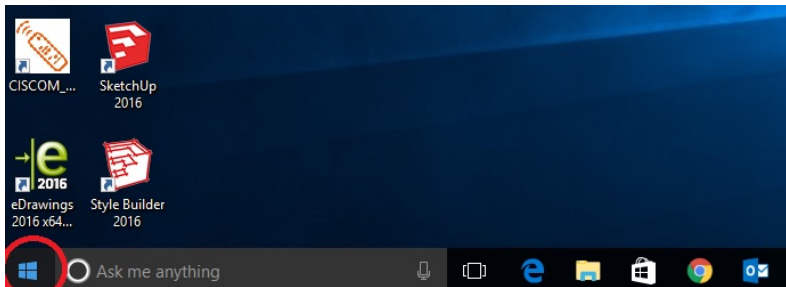 CISCOM_...
SketchUp
2016
e
2016
eDrawings
2016 x64...
Style Builder
2016
Ask me anything
e
o